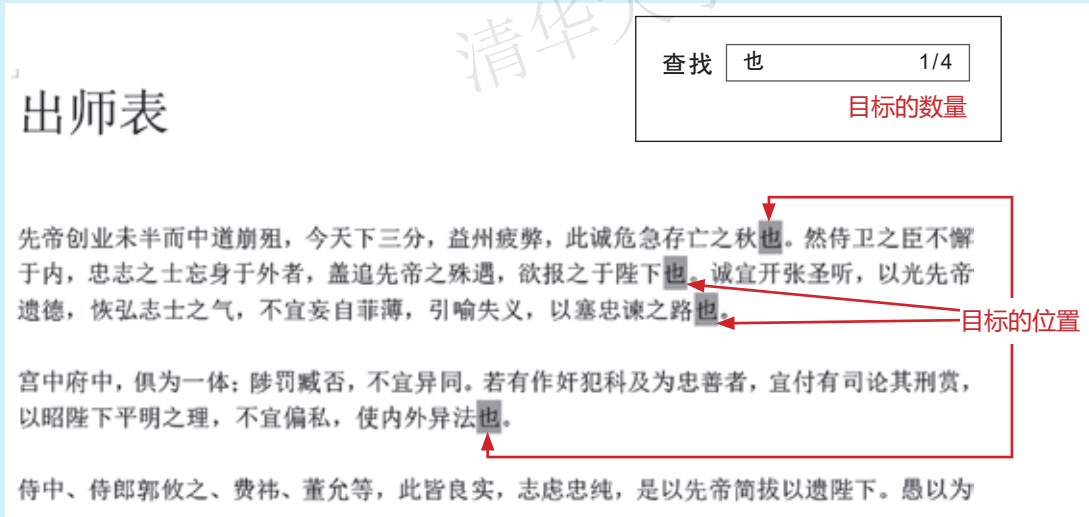 清华大
查找 也 1/4
目标的数量
出师表
先帝创业未半而中道崩殂，今天下三分，益州疲弊，此诚危急存亡之秋也。然侍卫之臣不懈
于内，忠志之士忘身于外者，盖追先帝之殊遇，欲报之于陛下也。诚宜开张圣听，以光先帝
遗德，恢弘志士之气，不宜妄自菲薄，引喻失义，以塞忠谏之路也。
目标的位置
宫中府中，俱为一体；陟罚臧否，不宜异同。若有作奸犯科及为忠善者，宜付有司论其刑赏，
以昭陛下平明之理，不宜偏私，使内外异法也。
侍中、侍郎郭攸之、费祎、董允等，此皆良实，志虑忠纯，是以先帝简拔以遗陛下。愚以为